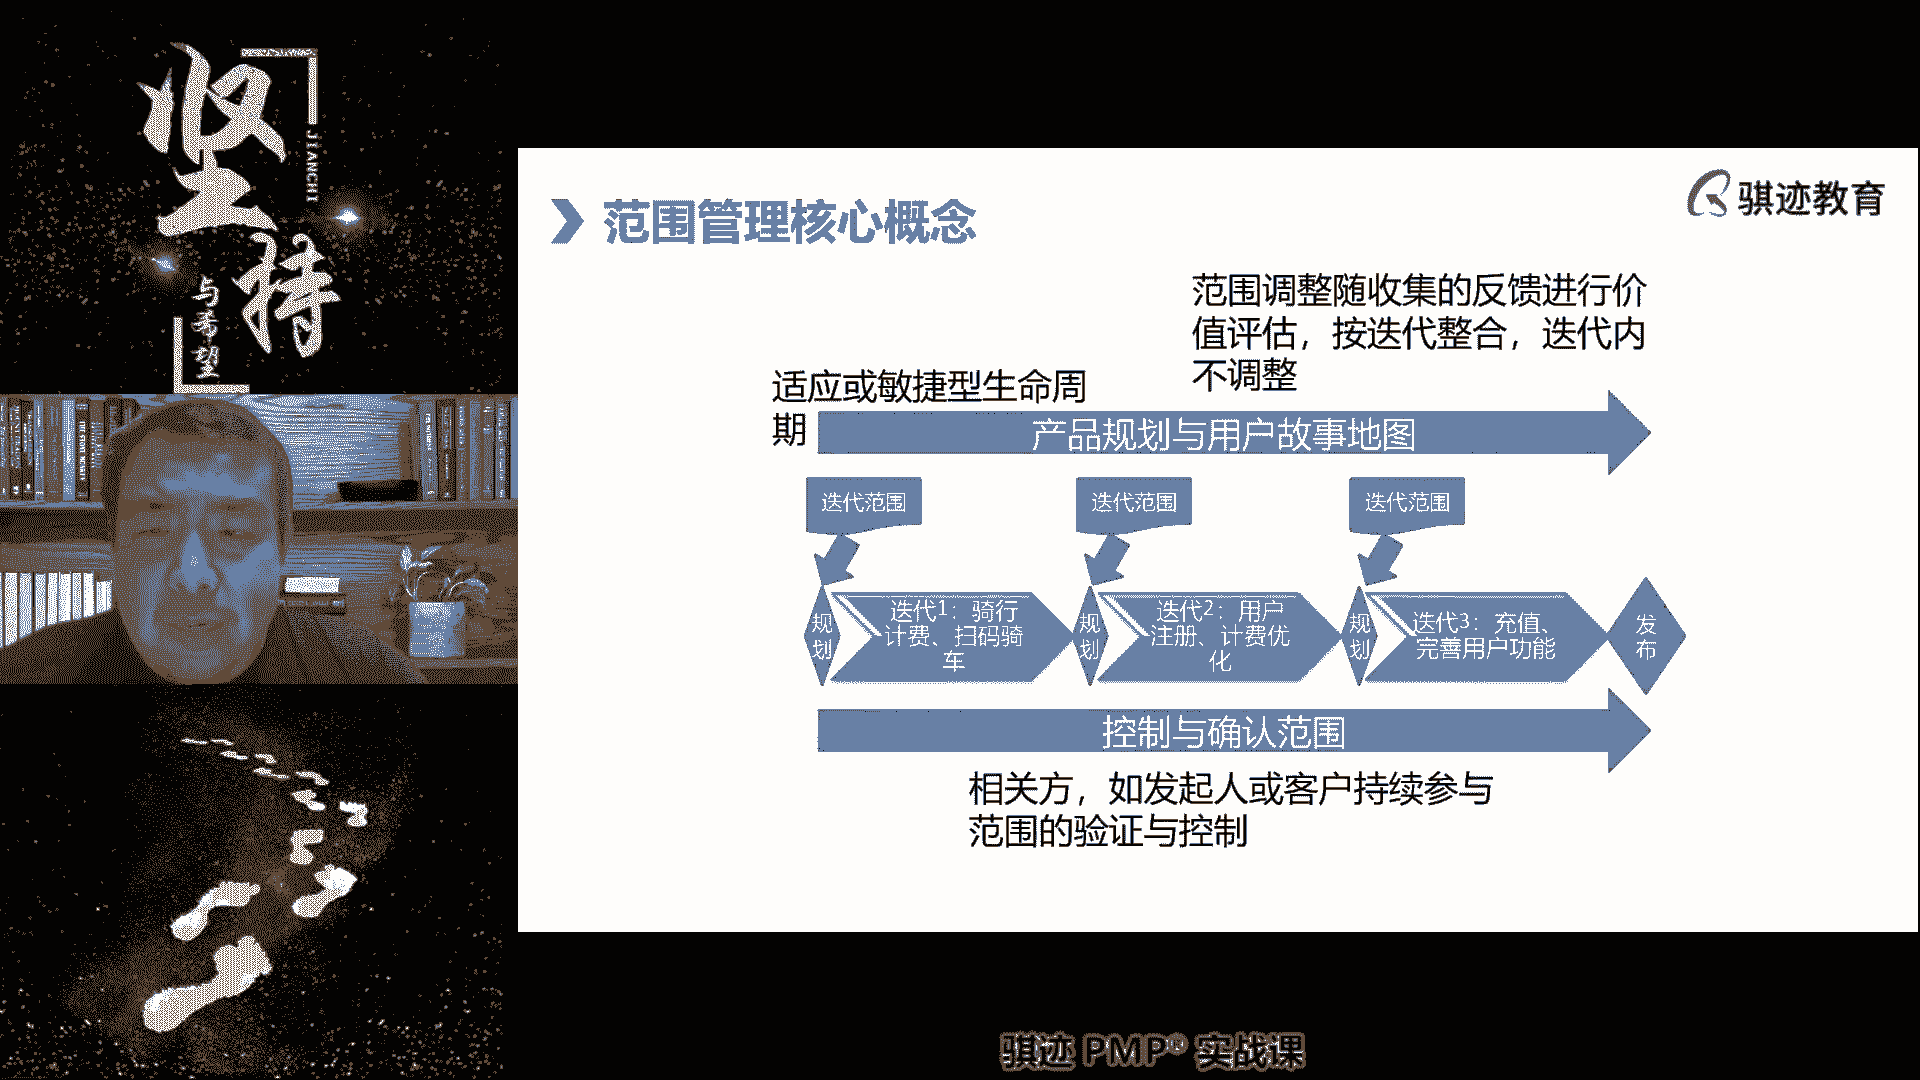 坚持
JIANCHI
与希望
骐迹教育
范围管理核心概念
范围调整随收集的反馈进行价
值评估，按迭代整合，迭代内
不调整
适应或敏捷型生命周
期
产品规划与用户故事地图
迭代范围
迭代范围
迭代范围
规
划
迭代1：骑行
计费、扫码骑
车
规
划
迭代2：用户
注册、计费优
化
规
划
迭代3：充值、
完善用户功能
发
布
控制与确认范围
相关方，如发起人或客户持续参与
范围的验证与控制
骐迹 PMP® 实战课